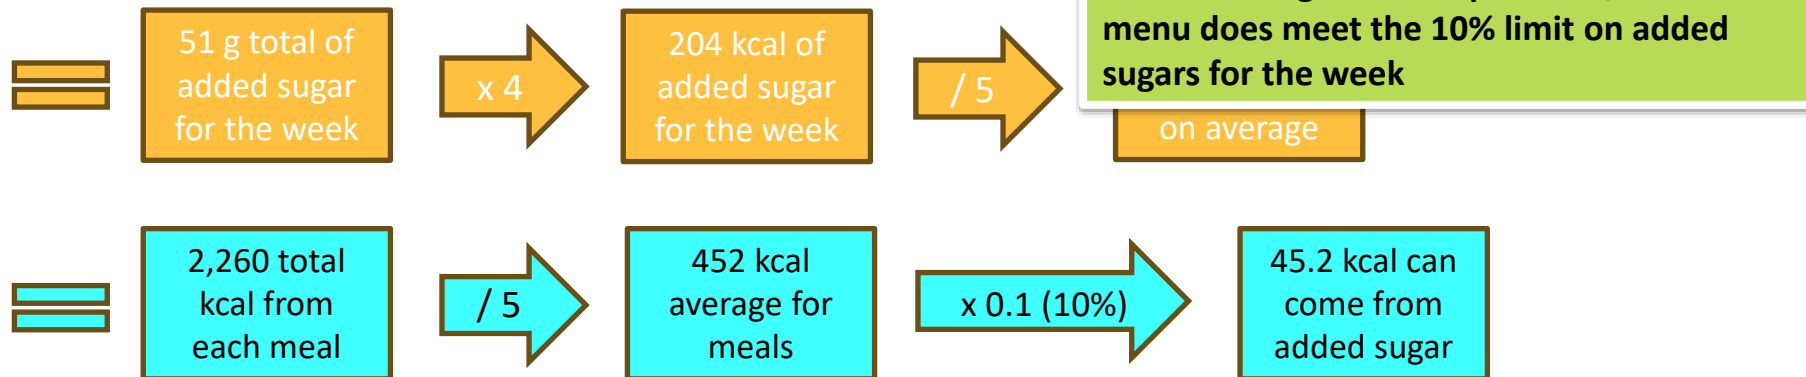 51 g total of
added sugar
for the week
x 4
204 kcal of
added sugar
for the week
/ 5
menu does meet the 10% limit on added
sugars for the week
on average
2,260 total
kcal from
each meal
/ 5
452 kcal
average for
meals
x 0.1 (10%)
45.2 kcal can
come from
added sugar